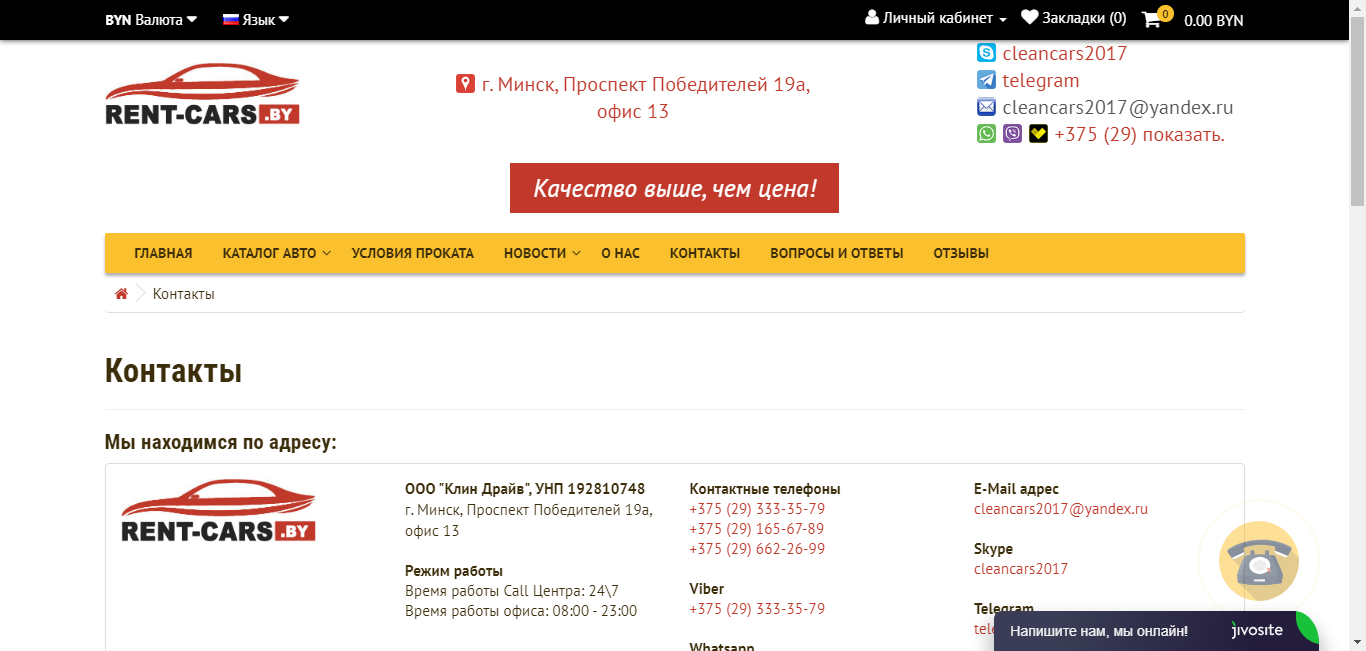 BYN Валюта
Язык
Личный кабинет
Закладки (0)
0
0.00 BYN
RENT-CARS.BY
г. Минск, Проспект Победителей 19а,
офис 13
cleancars2017
telegram
cleancars2017@yandex.ru
+375 (29) показать.
Качество выше, чем цена!
ГЛАВНАЯ
КАТАЛОГ АВТО
УСЛОВИЯ ПРОКАТА
НОВОСТИ
О НАС
КОНТАКТЫ
ВОПРОСЫ И ОТВЕТЫ
ОТЗЫВЫ
Контакты
Контакты
Мы находимся по адресу:
RENT-CARS.BY
ООО "Клин Драйв", УНП 192810748
г. Минск, Проспект Победителей 19а,
офис 13
Режим работы
Время работы Call Центра: 24\7
Время работы офиса: 08:00 - 23:00
Контактные телефоны
+375 (29) 333-35-79
+375 (29) 165-67-89
+375 (29) 662-26-99
Viber
+375 (29) 333-35-79
Whatsapp
E-Mail адрес
cleancars2017@yandex.ru
Skype
cleancars2017
Telegram
Напишите нам, мы онлайн!
jivosite